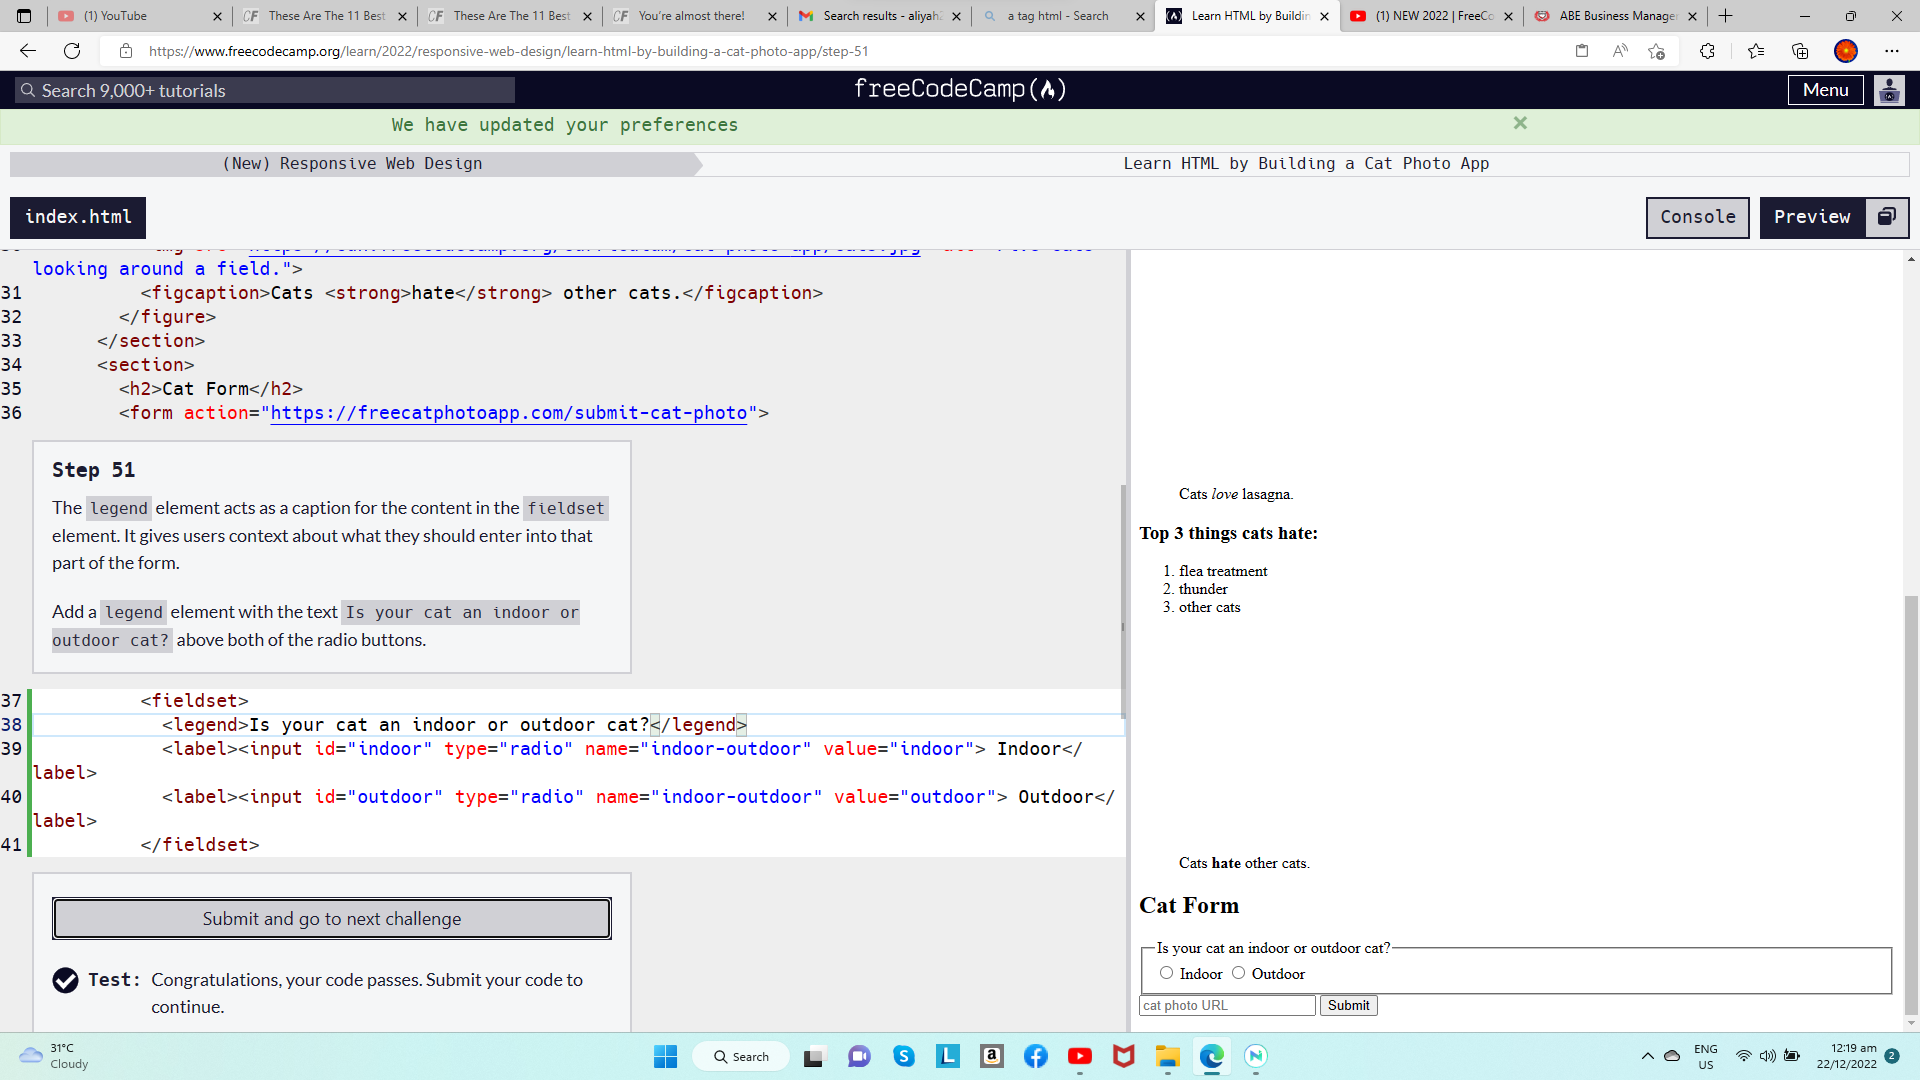 (1) YouTube
These Are The 11 Best
These Are The 11 Best
You're almost there!
Search results - aliyah
a tag html - Search
Learn HTML by Buildin
(1) NEW 2022 | FreeCo
ABE Business Manage
https://www.freecodecamp.org/learn/2022/responsive-web-design/learn-html-by-building-a-cat-photo-app/step-51
Search 9,000+ tutorials
freeCodeCamp
Menu
We have updated your preferences
(New) Responsive Web Design
Learn HTML by Building a Cat Photo App
index.html
Console
Preview
looking around a field.">
31 <figcaption>Cats <strong>hate</strong> other cats.</figcaption>
32 </figure>
33 </section>
34 <section>
35 <h2>Cat Form</h2>
36 <form action="https://freecatphotoapp.com/submit-cat-photo">
Step 51
The legend element acts as a caption for the content in the fieldset
element. It gives users context about what they should enter into that
part of the form.
Add a legend element with the text Is your cat an indoor or
outdoor cat? above both of the radio buttons.
37 <fieldset>
38 <legend>Is your cat an indoor or outdoor cat?</legend>
39 <label><input id="indoor" type="radio" name="indoor-outdoor" value="indoor"> Indoor</
label>
40 <label><input id="outdoor" type="radio" name="indoor-outdoor" value="outdoor"> Outdoor</
label>
41 </fieldset>
Submit and go to next challenge
Test: Congratulations, your code passes. Submit your code to
continue.
Cats love lasagna.
Top 3 things cats hate:
1. flea treatment
2. thunder
3. other cats
Cats hate other cats.
Cat Form
Is your cat an indoor or outdoor cat?
Indoor Outdoor
cat photo URL Submit
31°C
Cloudy
Search
ENG
US
12:19 am
22/12/2022
2